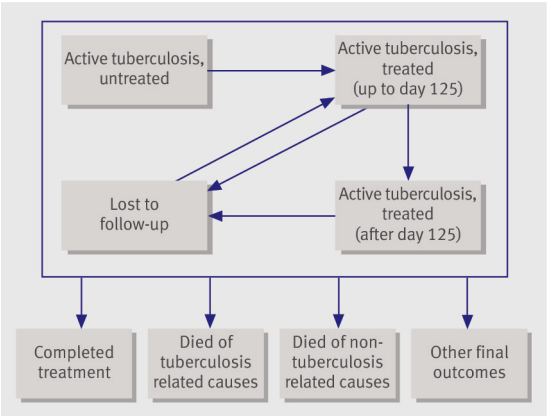 Active tuberculosis,
untreated
Active tuberculosis,
treated
(up to day 125)
Lost to
follow-up
Active tuberculosis,
treated
(after day 125)
Completed
treatment
Died of
tuberculosis
related causes
Died of non-
tuberculosis
related causes
Other final
outcomes